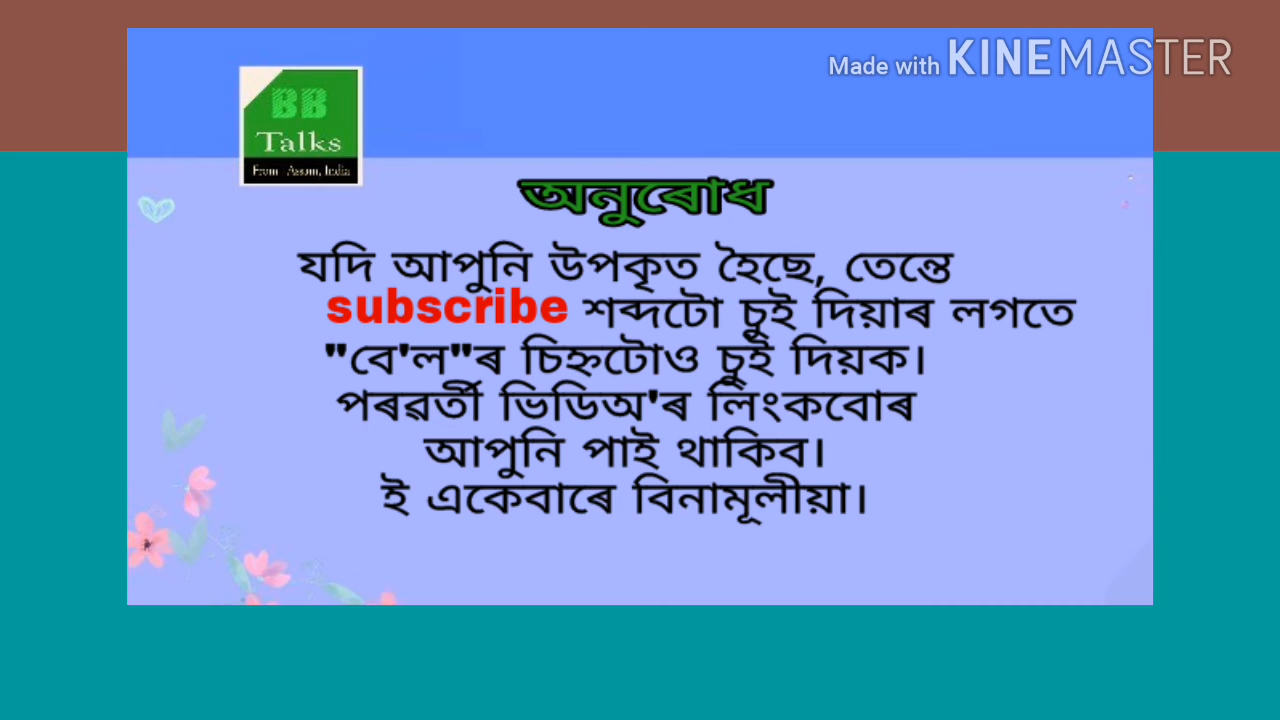 Made with KINEMASTER
BB
Talks
From - Assam, India
অনুৰোধ
যদি আপুনি উপকৃত হৈছে, তেন্তে
subscribe শব্দটো চুই দিয়াৰ লগতে
"বে'ল"ৰ চিহ্নটোও চুই দিয়ক।
পৰৱৰ্তী ভিডিঅ'ৰ লিংকবোৰ
আপুনি পাই থাকিব।
ই একেবাৰে বিনামূলীয়া।